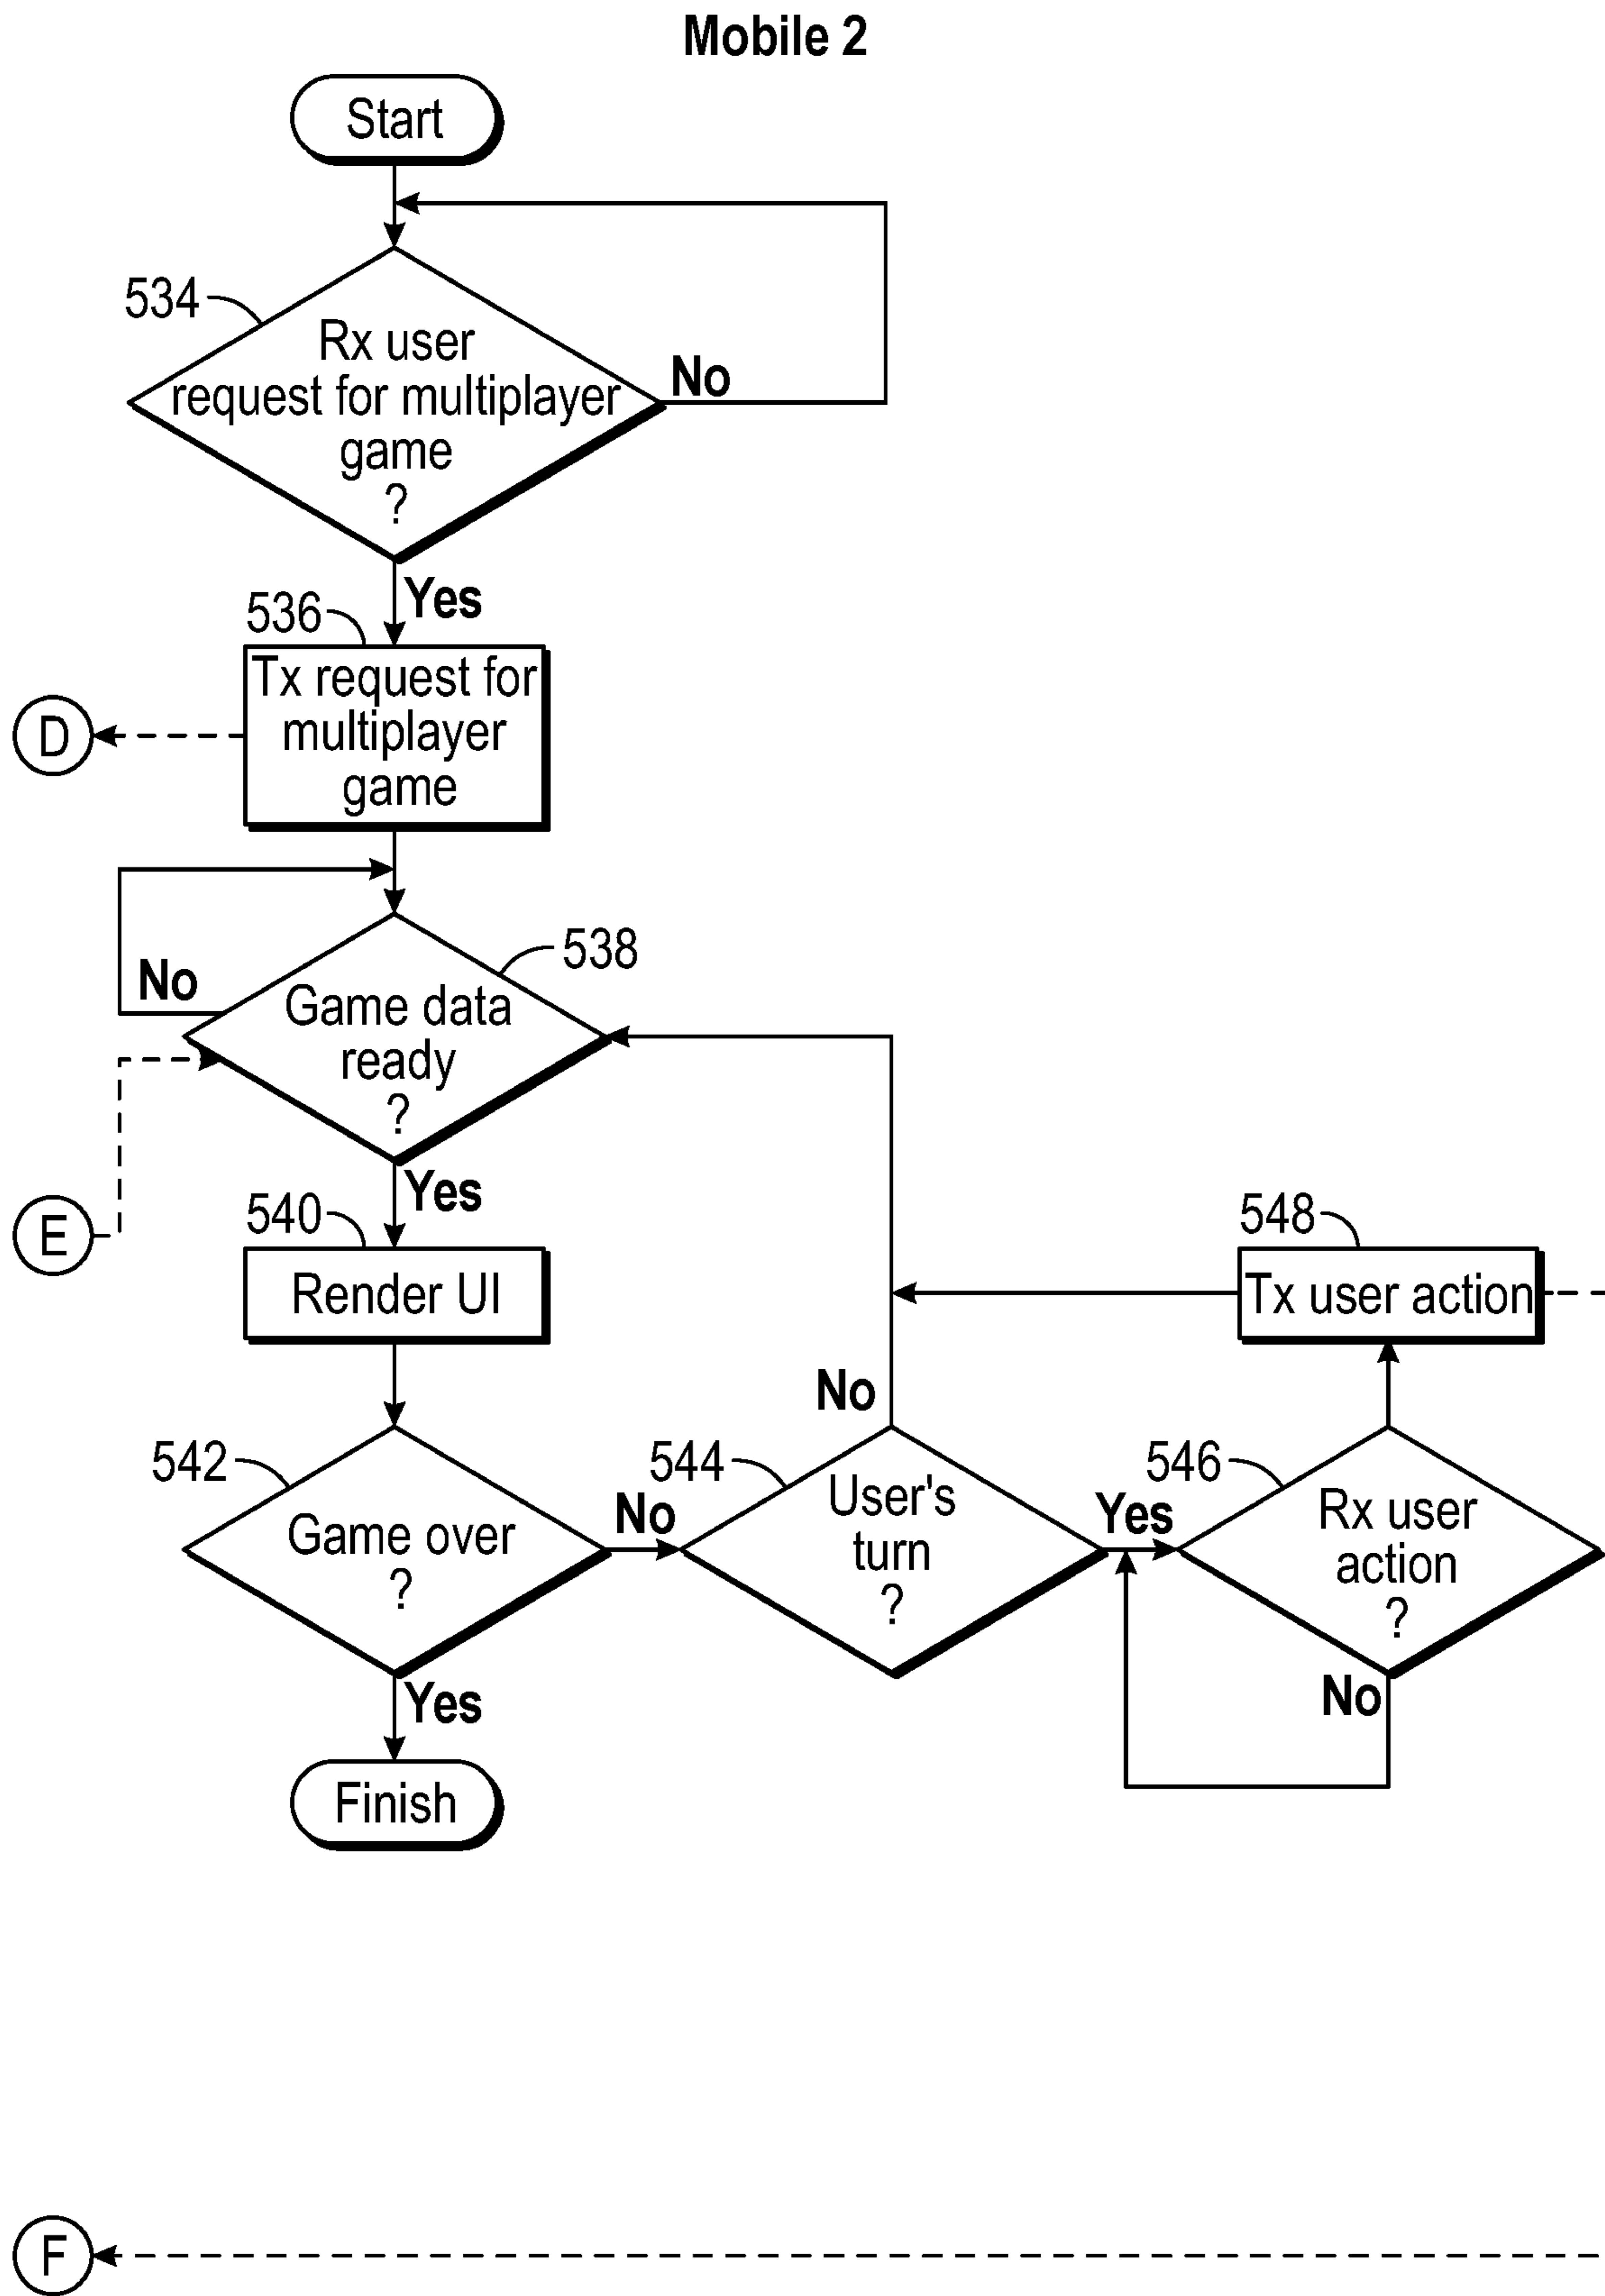 Mobile 2
Start
534
Rx user
request for multiplayer
game
?
No
Yes
536
Tx request for
multiplayer
game
D
538
No
Game data
ready
?
Yes
E
540
Render UI
548
Tx user action
No
542
Game over
?
No
544
User's
turn
?
Yes
546
Rx user
action
?
No
Yes
Finish
F